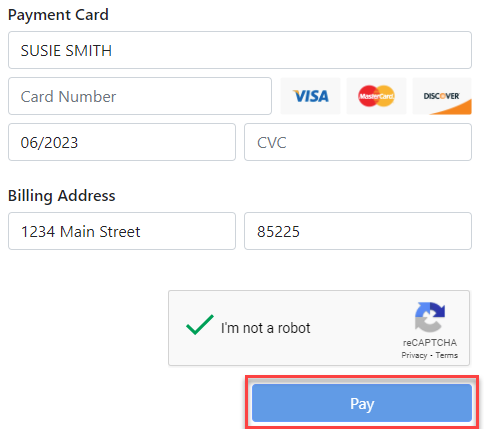 Payment Card
SUSIE SMITH
Card Number VISA MasterCard DISCOVER
06/2023 CVC
Billing Address
1234 Main Street 85225
I'm not a robot
reCAPTCHA
Privacy - Terms
Pay